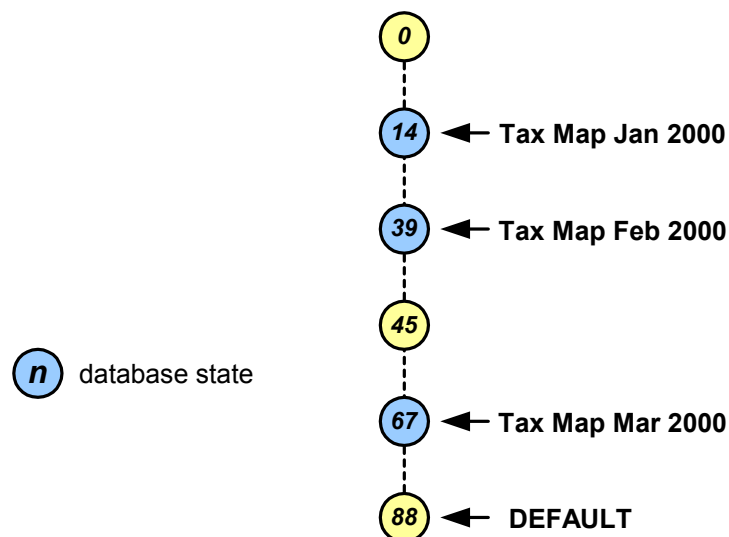 0
14 Tax Map Jan 2000
39 Tax Map Feb 2000
45
n database state
67 Tax Map Mar 2000
88 DEFAULT